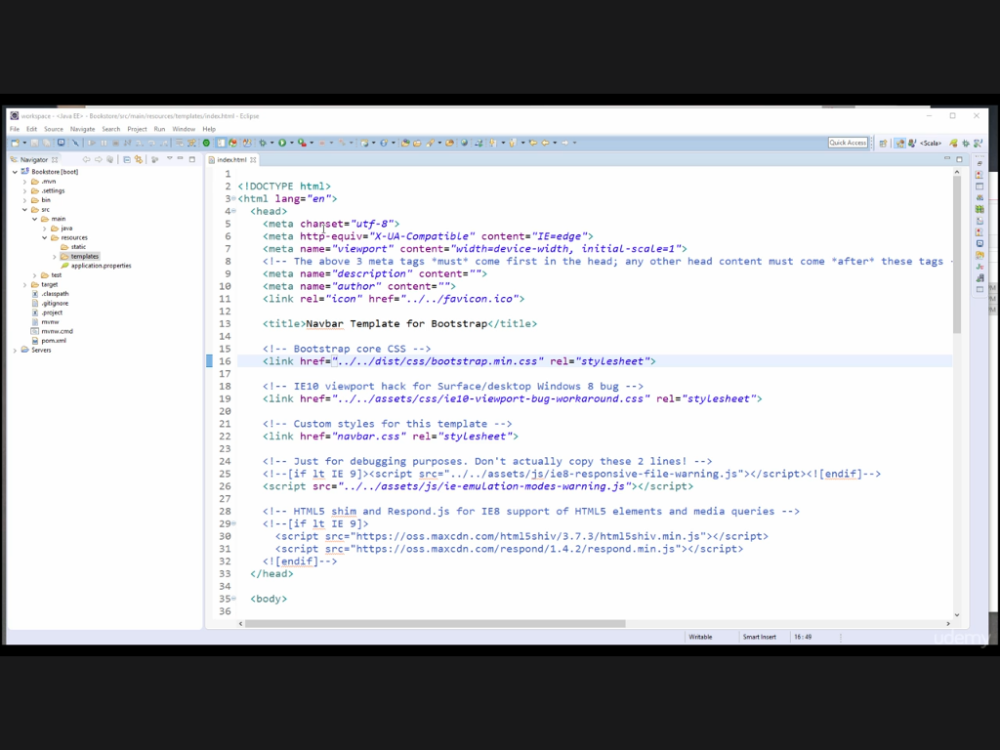 workspace - <Java EE> - Bookstore/src/main/resources/templates/index.html - Eclipse
File Edit Source Navigate Search Project Run Window Help
Quick Access
<Scala>
Navigator
Bookstore [boot]
.mvn
.settings
bin
src
main
java
resources
static
templates
application.properties
test
target
.classpath
.gitignore
.project
mvnw
mvnw.cmd
pom.xml
Servers
index.html
1
2 <!DOCTYPE html>
3 <html lang="en">
4 <head>
5 <meta charset="utf-8">
6 <meta http-equiv="X-UA-Compatible" content="IE=edge">
7 <meta name="viewport" content="width=device-width, initial-scale=1">
8 <!-- The above 3 meta tags *must* come first in the head; any other head content must come *after* these tags -
9 <meta name="description" content="">
10 <meta name="author" content="">
11 <link rel="icon" href="../../favicon.ico">
12
13 <title>Navbar Template for Bootstrap</title>
14
15 <!-- Bootstrap core CSS -->
16 <link href="../../dist/css/bootstrap.min.css" rel="stylesheet">
17
18 <!-- IE10 viewport hack for Surface/desktop Windows 8 bug -->
19 <link href="../../assets/css/ie10-viewport-bug-workaround.css" rel="stylesheet">
20
21 <!-- Custom styles for this template -->
22 <link href="navbar.css" rel="stylesheet">
23
24 <!-- Just for debugging purposes. Don't actually copy these 2 lines! -->
25 <!--[if lt IE 9]><script src="../../assets/js/ie8-responsive-file-warning.js"></script><![endif]-->
26 <script src="../../assets/js/ie-emulation-modes-warning.js"></script>
27
28 <!-- HTML5 shim and Respond.js for IE8 support of HTML5 elements and media queries -->
29 <!--[if lt IE 9]>
30 <script src="https://oss.maxcdn.com/html5shiv/3.7.3/html5shiv.min.js"></script>
31 <script src="https://oss.maxcdn.com/respond/1.4.2/respond.min.js"></script>
32 <![endif]-->
33 </head>
34
35 <body>
36
Writable Smart Insert 16:49
udemy